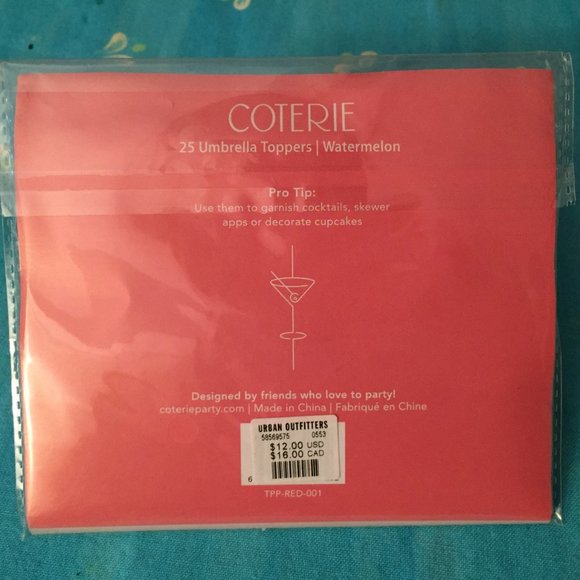 COTERIE
25 Umbrella Toppers | Watermelon
Pro Tip:
Use them to garnish cocktails, skewer
apps or decorate cupcakes
Designed by friends who love to party!
coterieparty.com | Made in China | Fabriqué en Chine
URBAN OUTFITTERS
58569575 0553
$12.00 USD
$16.00 CAD
6
TPP-RED-001